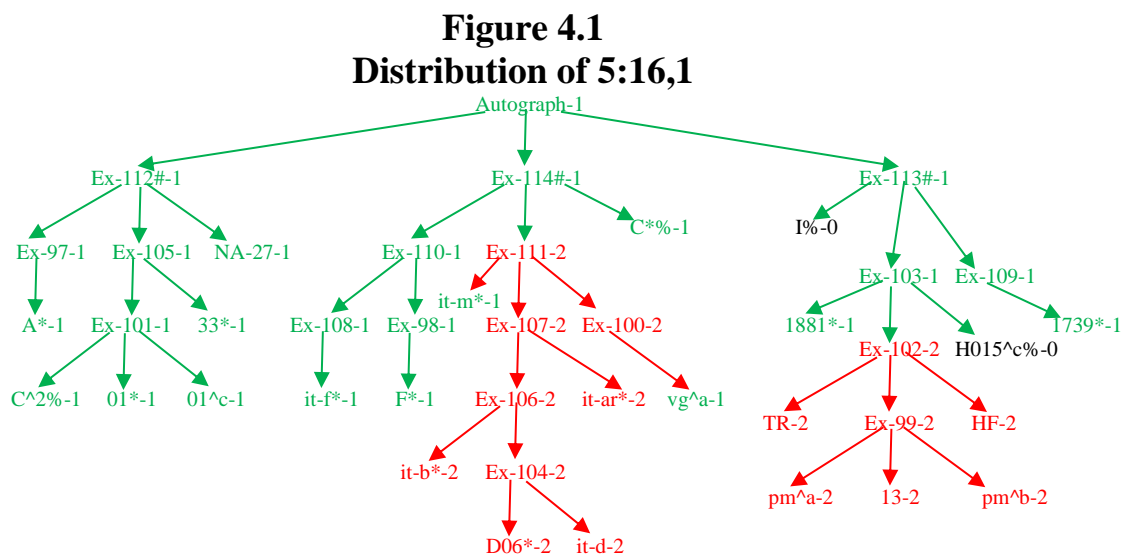 Figure 4.1
Distribution of 5:16,1
Autograph-1
Ex-112#-1 Ex-114#-1 Ex-113#-1
C*%-1 I%-0
Ex-97-1 Ex-105-1 NA-27-1 Ex-110-1 Ex-111-2
Ex-103-1 Ex-109-1
it-m*-1
A*-1 Ex-101-1 33*-1 Ex-108-1 Ex-98-1 Ex-107-2 Ex-100-2 1881*-1 1739*-1
Ex-102-2 H015^c%-0
C^2%-1 01*-1 01^c-1 it-f*-1 F*-1 Ex-106-2 it-ar*-2 vg^a-1
TR-2 Ex-99-2 HF-2
it-b*-2 Ex-104-2
pm^a-2 13-2 pm^b-2
D06*-2 it-d-2